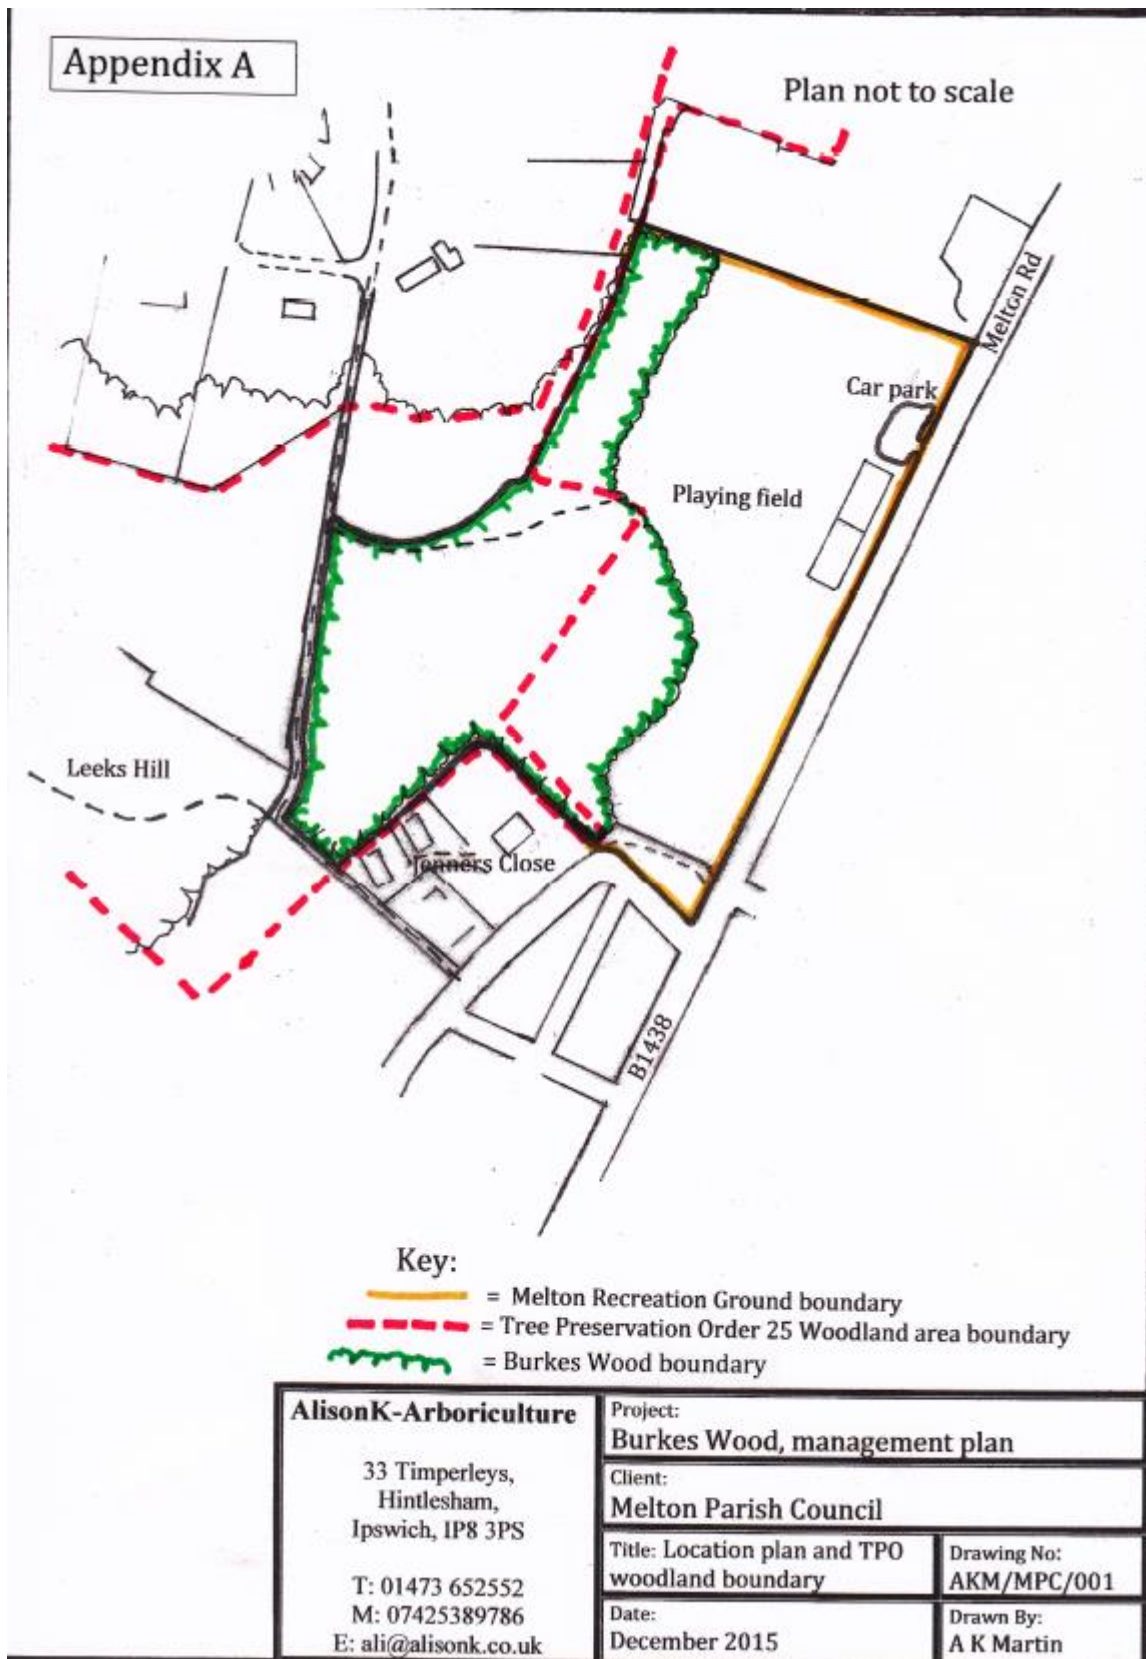 Appendix A
Plan not to scale
Melton Rd
Car park
Playing field
Leeks Hill
Jenners Close
B1438
Key:
= Melton Recreation Ground boundary
= Tree Preservation Order 25 Woodland area boundary
= Burkes Wood boundary
AlisonK-Arboriculture
33 Timperleys,
Hintlesham,
Ipswich, IP8 3PS
T: 01473 652552
M: 07425389786
E: ali@alisonk.co.uk
Project:
Burkes Wood, management plan
Client:
Melton Parish Council
Title: Location plan and TPO
woodland boundary
Drawing No:
AKM/MPC/001
Date:
December 2015
Drawn By:
A K Martin